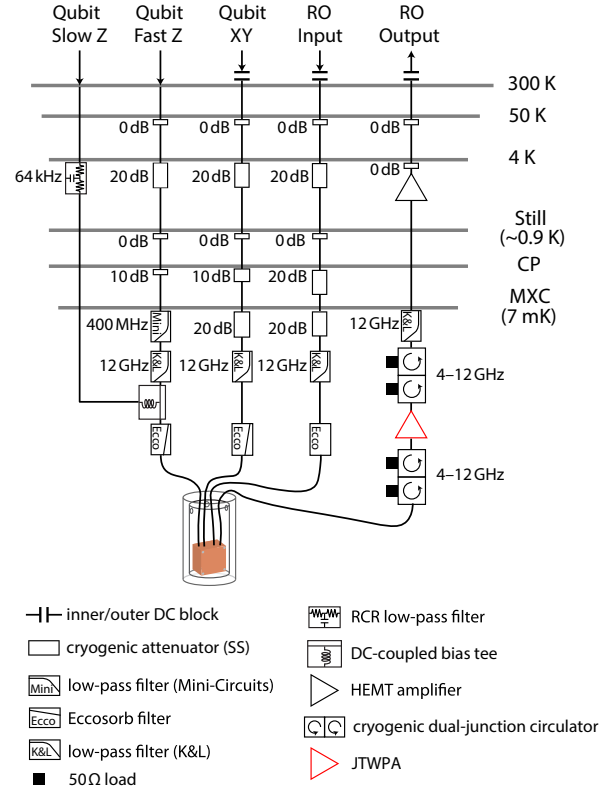 Qubit Slow Z
Qubit Fast Z
Qubit XY
RO Input
RO Output
300 K
50 K
0 dB 0 dB 0 dB 0 dB
4 K
64 kHz 20 dB 20 dB 20 dB 0 dB
Still
(~0.9 K)
0 dB 0 dB 0 dB
CP
10 dB 10 dB 20 dB
MXC
(7 mK)
400 MHz Mini 20 dB 20 dB 12 GHz K&L
12 GHz K&L 12 GHz K&L 12 GHz K&L 4–12 GHz
Ecco Ecco Ecco
4–12 GHz
inner/outer DC block
cryogenic attenuator (SS)
Mini low-pass filter (Mini-Circuits)
Ecco Eccosorb filter
K&L low-pass filter (K&L)
50 Ω load
RCR low-pass filter
DC-coupled bias tee
HEMT amplifier
cryogenic dual-junction circulator
JTWPA